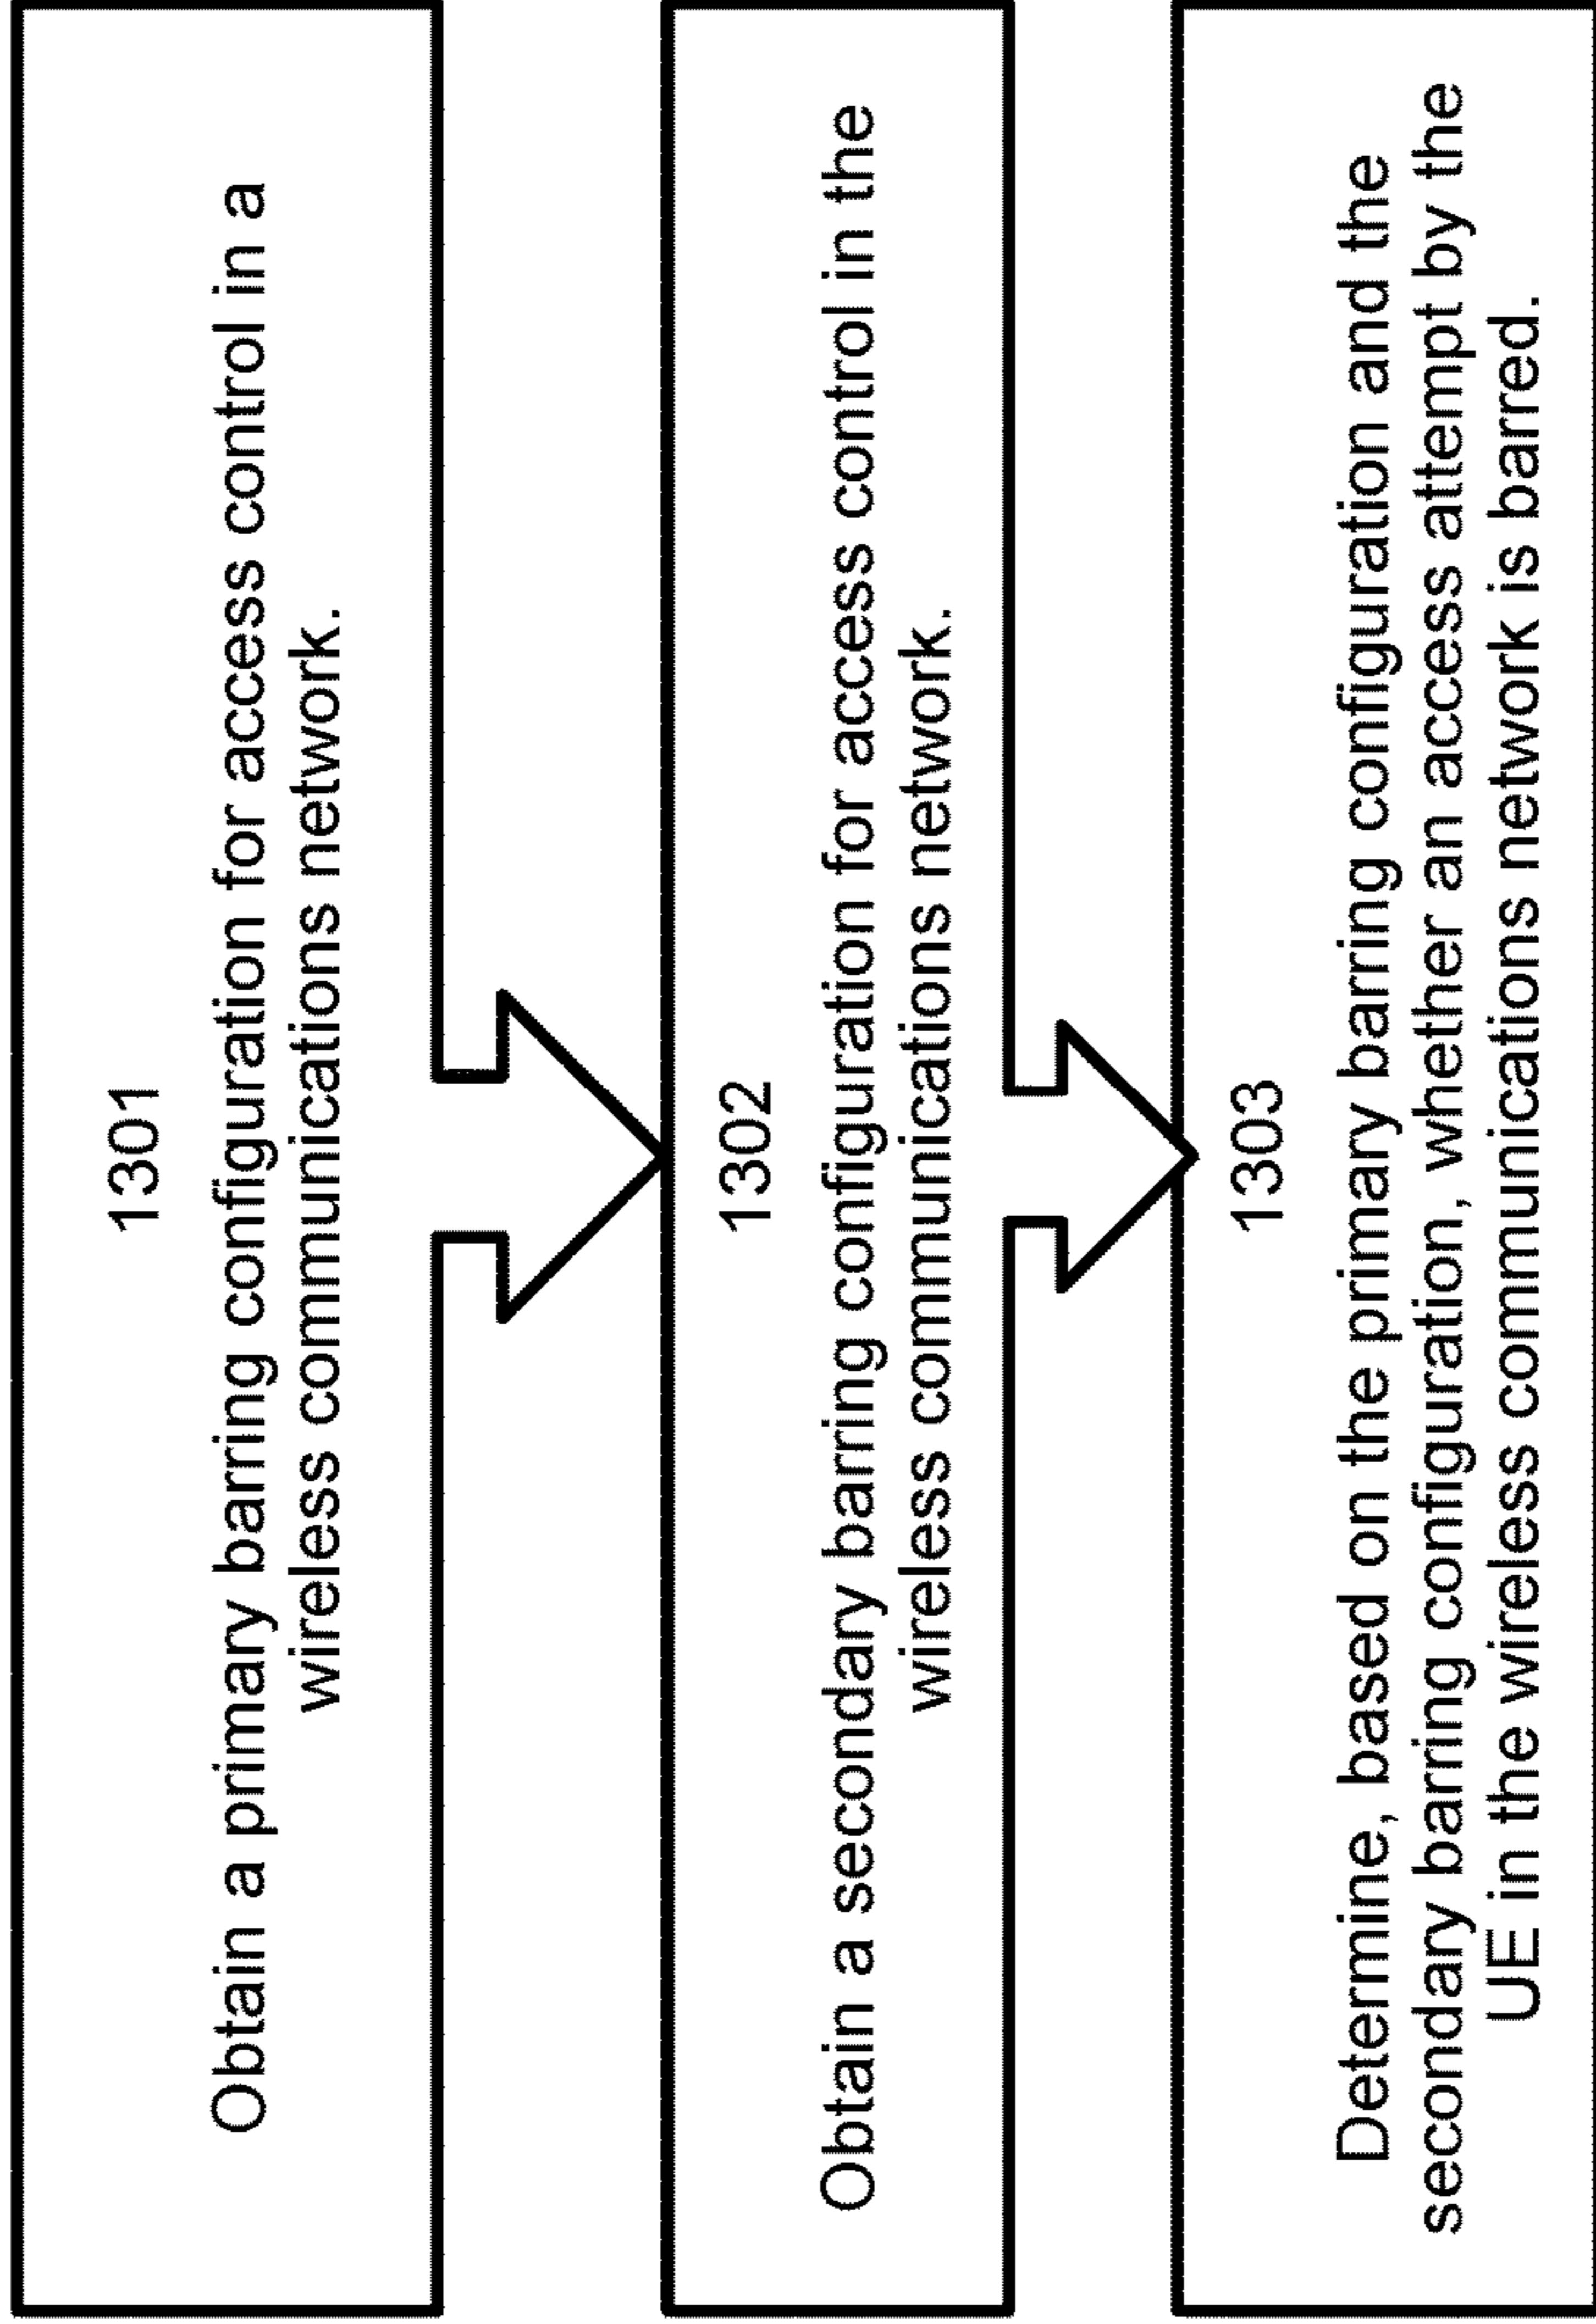 1301
Obtain a primary barring configuration for access control in a
wireless communications network.
1302
Obtain a secondary barring configuration for access control in the
wireless communications network.
1303
Determine, based on the primary barring configuration and the
secondary barring configuration, whether an access attempt by the
UE in the wireless communications network is barred.